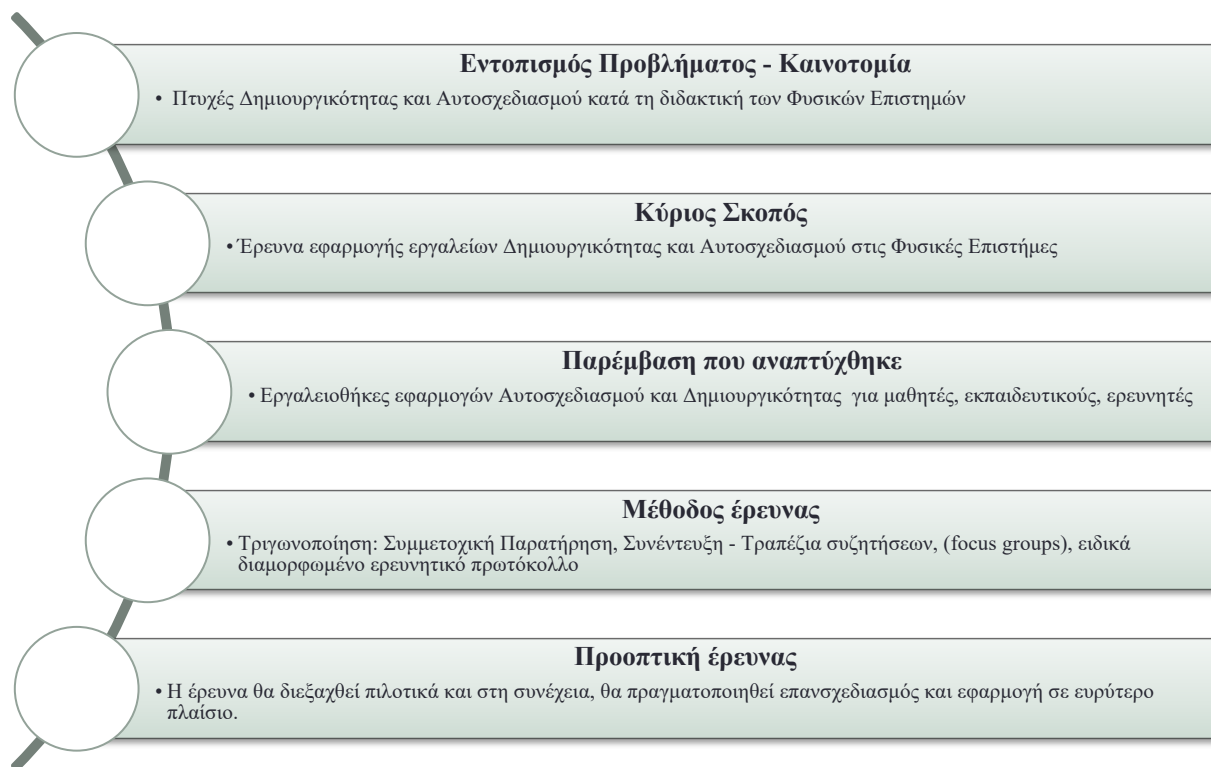 Εντοπισμός Προβλήματος - Καινοτομία
• Πτυχές Δημιουργικότητας και Αυτοσχεδιασμού κατά τη διδακτική των Φυσικών Επιστημών
Κύριος Σκοπός
• Έρευνα εφαρμογής εργαλείων Δημιουργικότητας και Αυτοσχεδιασμού στις Φυσικές Επιστήμες
Παρέμβαση που αναπτύχθηκε
• Εργαλειοθήκες εφαρμογών Αυτοσχεδιασμού και Δημιουργικότητας για μαθητές, εκπαιδευτικούς, ερευνητές
Μέθοδος έρευνας
• Τριγωνοποίηση: Συμμετοχική Παρατήρηση, Συνέντευξη - Τραπέζια συζητήσεων, (focus groups), ειδικά
διαμορφωμένο ερευνητικό πρωτόκολλο
Προοπτική έρευνας
• Η έρευνα θα διεξαχθεί πιλοτικά και στη συνέχεια, θα πραγματοποιηθεί επανσχεδιασμός και εφαρμογή σε ευρύτερο
πλαίσιο.